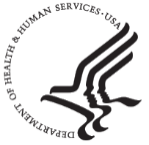 DEPARTMENT OF HEALTH & HUMAN SERVICES · USA